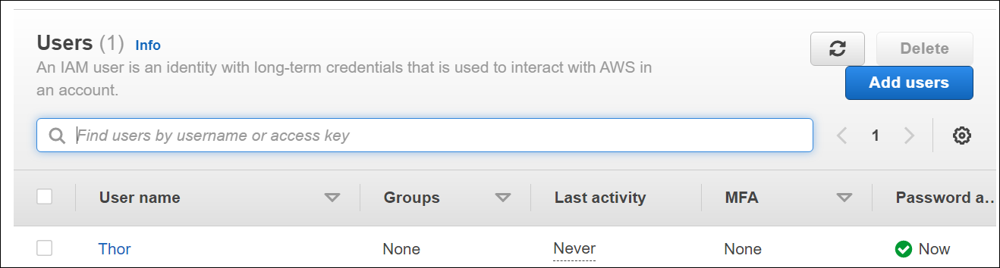 Users (1) Info
Delete
An IAM user is an identity with long-term credentials that is used to interact with AWS in
an account.
Add users
Find users by username or access key
1
User name Groups Last activity MFA Password a...
Thor None Never None Now